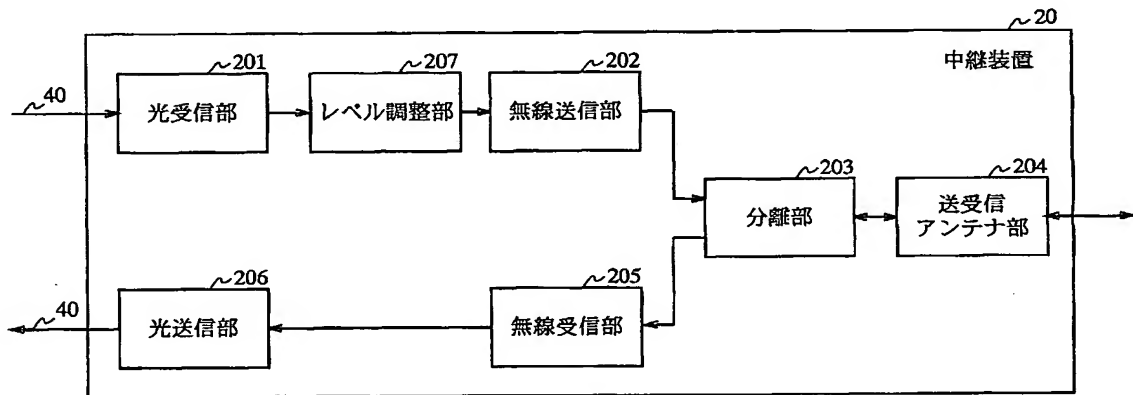 20
中継装置
201
207
202
40
光受信部
レベル調整部
無線送信部
203
204
分離部
送受信
アンテナ部
206
205
40
光送信部
無線受信部